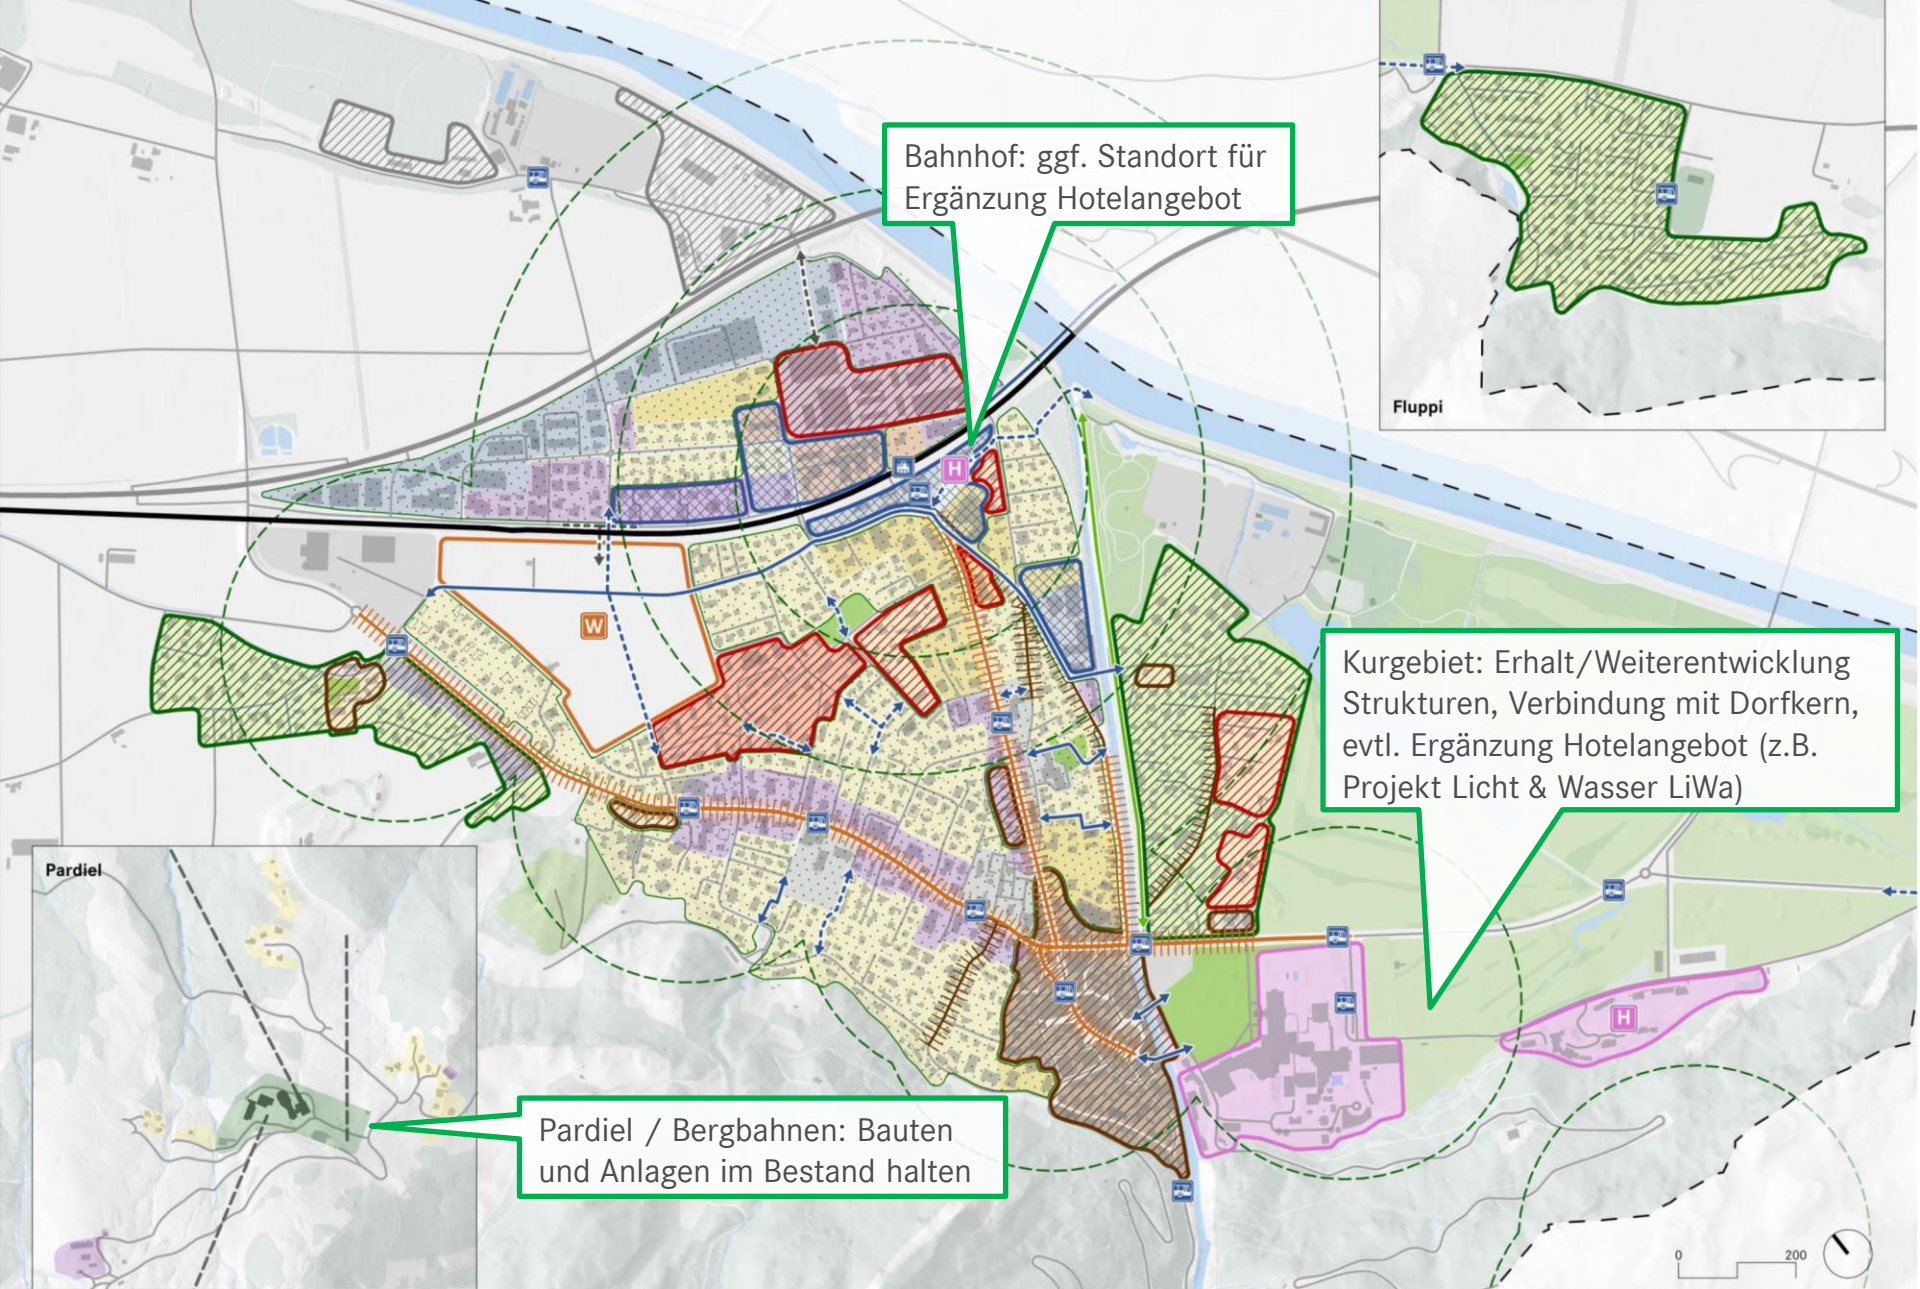 Bahnhof: ggf. Standort für
Ergänzung Hotelangebot
Fluppi
H
W
Kurgebiet: Erhalt/Weiterentwicklung
Strukturen, Verbindung mit Dorfkern,
evtl. Ergänzung Hotelangebot (z.B.
Projekt Licht & Wasser LiWa)
Pardiel
H
Pardiel / Bergbahnen: Bauten
und Anlagen im Bestand halten
0 200